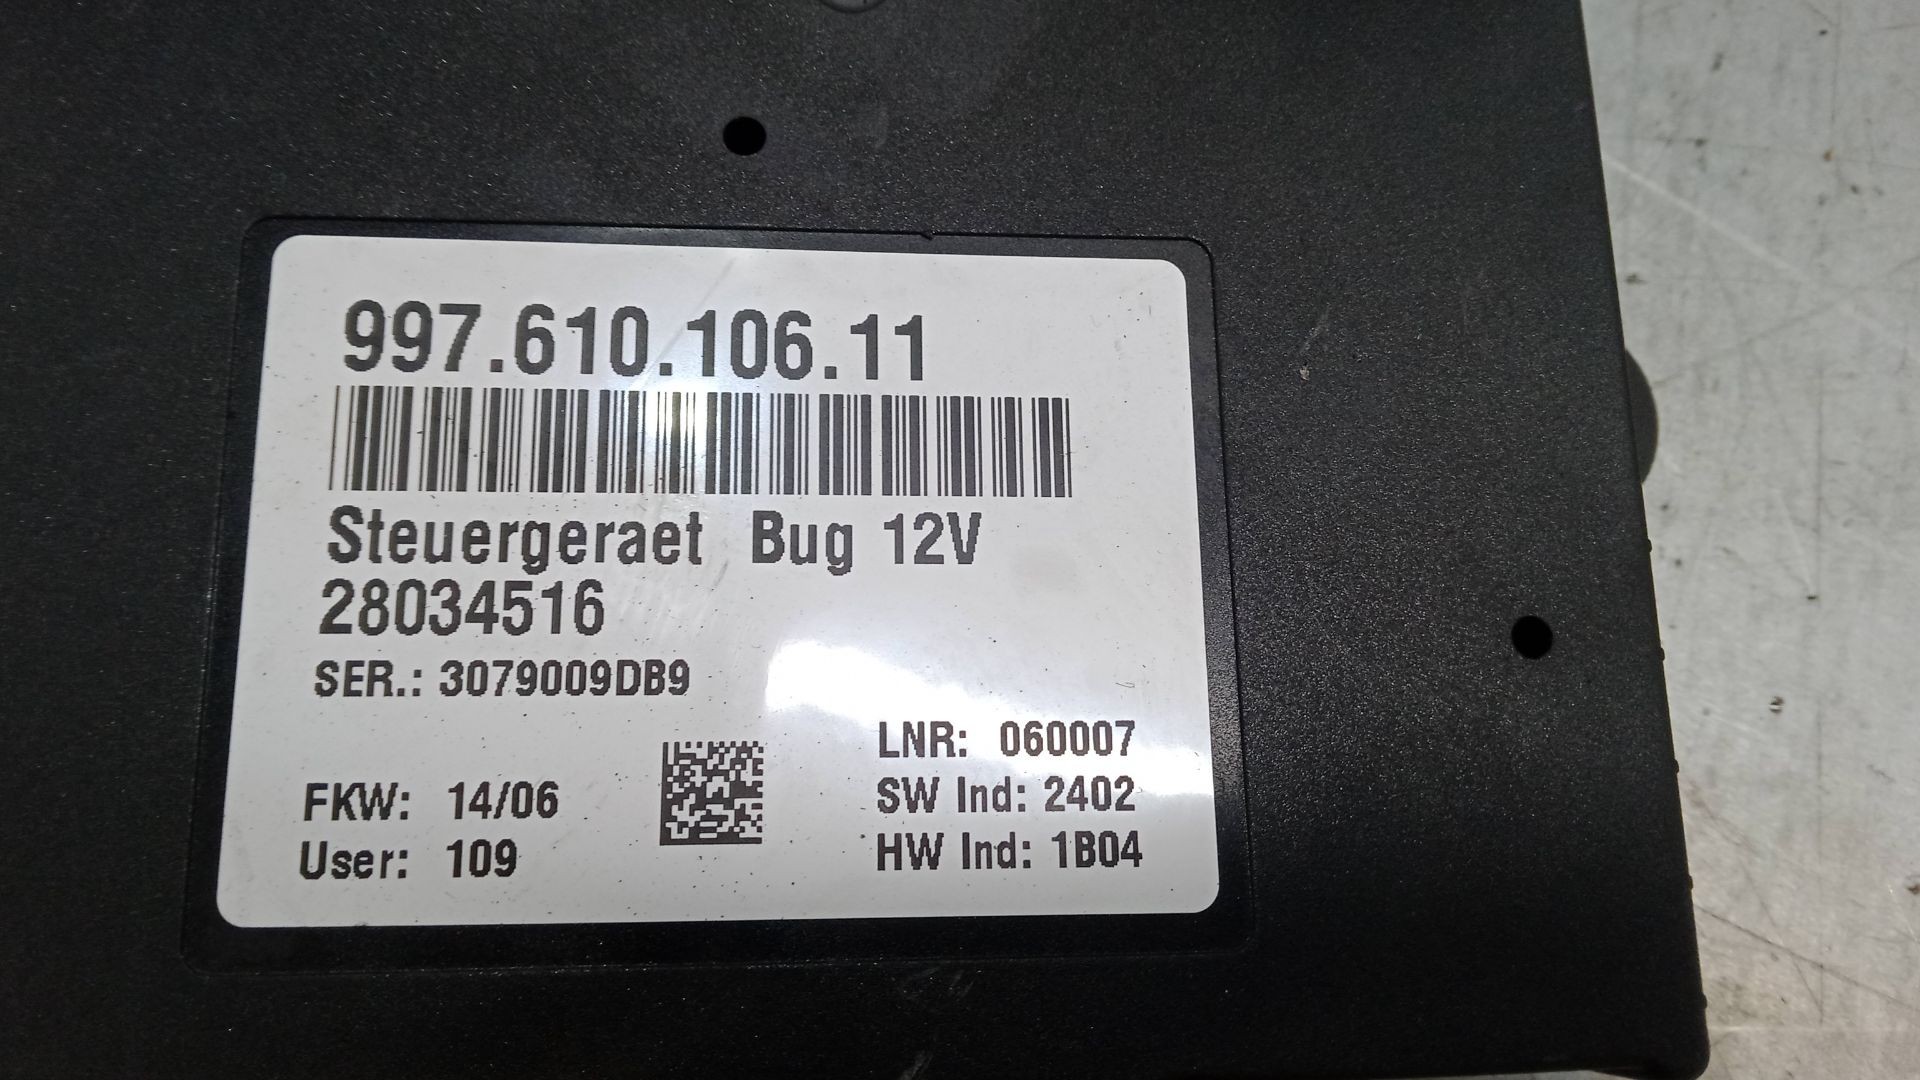 997.610.106.11
Steuergeraet Bug 12V
28034516
SER.: 3079009DB9
LNR: 060007
FKW: 14/06
SW Ind: 2402
User: 109
HW Ind: 1B04